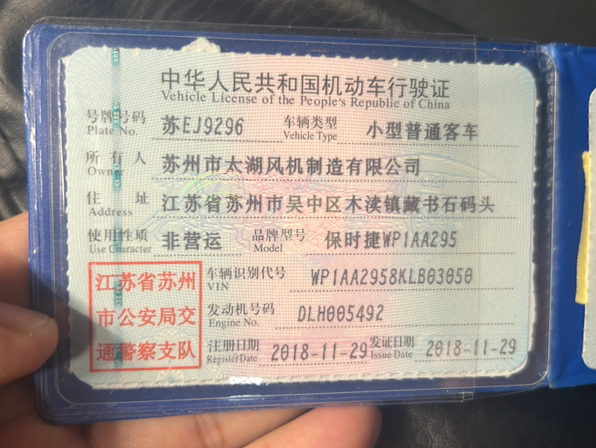 中华人民共和国机动车行驶证
Vehicle License of the People's Republic of China
号牌号码 苏EJ9296 车辆类型 小型普通客车
Plate No. Vehicle Type
所有人 苏州市太湖风机制造有限公司
Owner
住址 江苏省苏州市吴中区木渎镇藏书石码头
Address
使用性质 非营运 品牌型号 保时捷WP1AA295
Use Character Model
江苏省苏州
市公安局交
通警察支队
车辆识别代号 WP1AA2958KLB03050
VIN
发动机号码 DLH005492
Engine No.
注册日期 2018-11-29 发证日期 2018-11-29
Register Date Issue Date